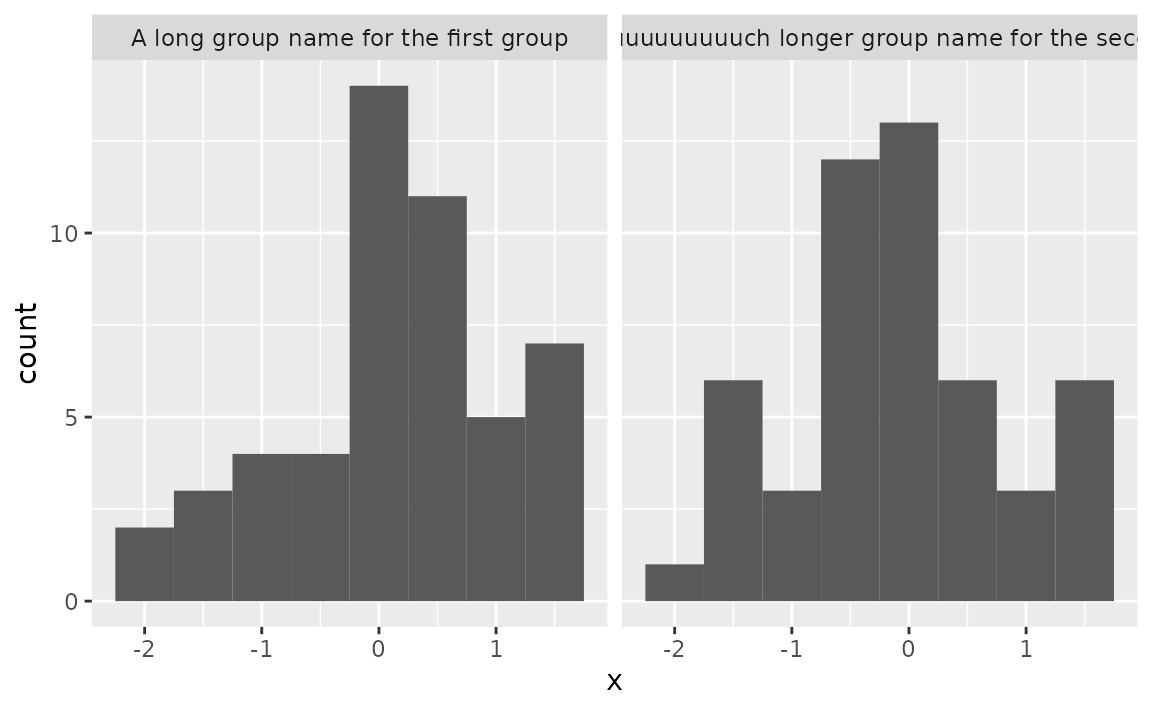 A long group name for the first group
uuuuuuuuch longer group name for the sec
10
5
0
count
-2 -1 0 1
-2 -1 0 1
x